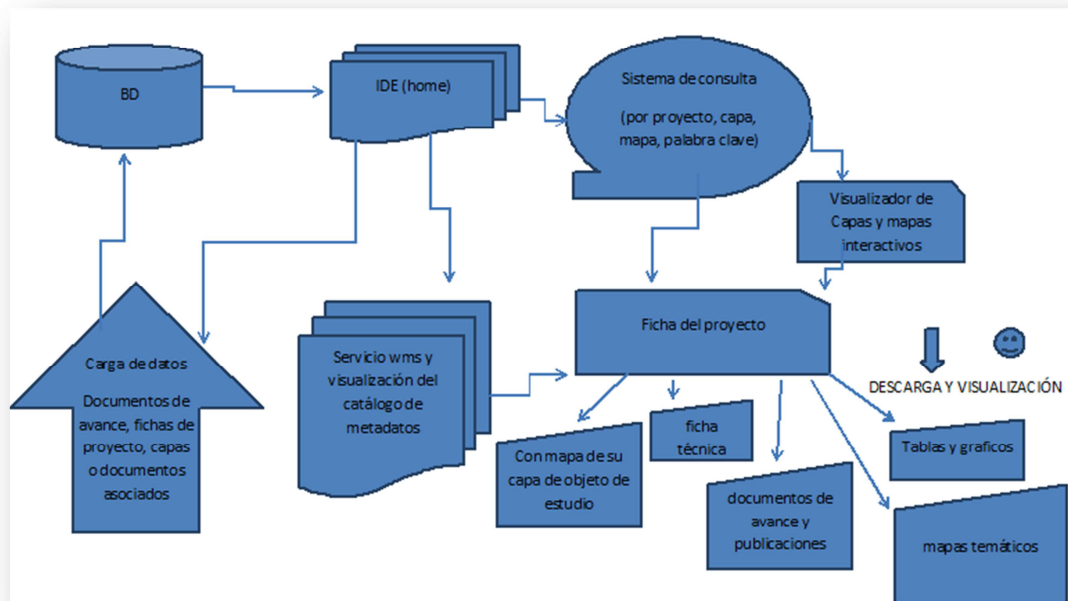 BD
IDE (home)
Sistema de consulta
(por proyecto, capa,
mapa, palabra clave)
Visualizador de
Capas y mapas
interactivos
Carga de datos
Documentos de
avance, fichas de
proyecto, capas
o documentos
asociados
Servicio wms y
visualización del
catálogo de
metadatos
Ficha del proyecto
DESCARGA Y VISUALIZACIÓN
Con mapa de su
capa de objeto de
estudio
ficha
técnica
documentos de
avance y
publicaciones
Tablas y graficos
mapas temáticos